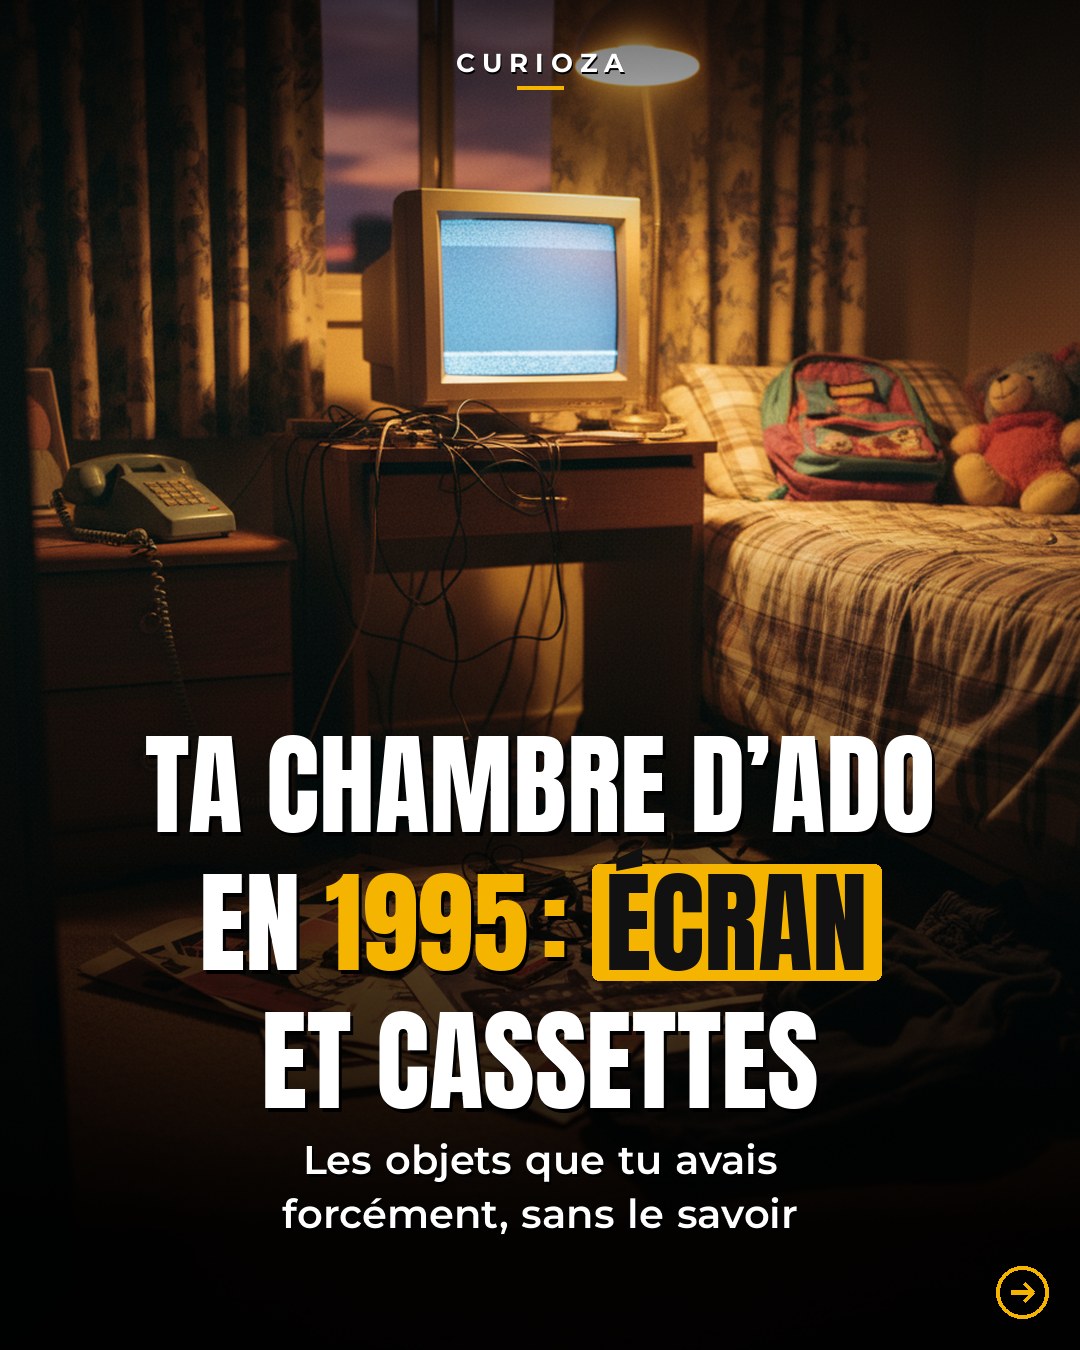 CURIOZA
TA CHAMBRE D’ADO
EN 1995 : ÉCRAN
ET CASSETTES
Les objets que tu avais
forcément, sans le savoir